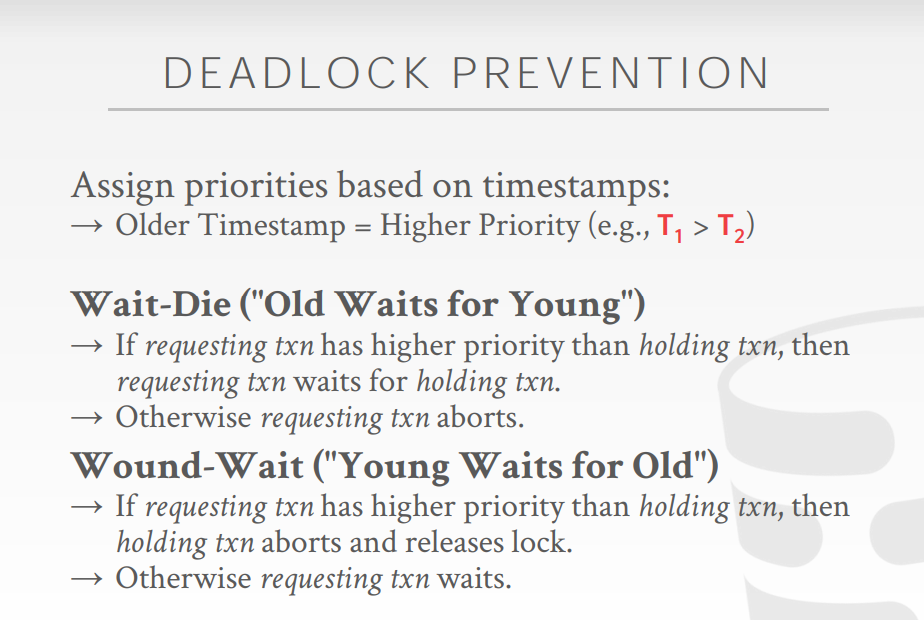 DEADLOCK PREVENTION
Assign priorities based on timestamps:
→ Older Timestamp = Higher Priority (e.g., T₁ > T₂)
Wait-Die ("Old Waits for Young")
→ If requesting txn has higher priority than holding txn, then
requesting txn waits for holding txn.
→ Otherwise requesting txn aborts.
Wound-Wait ("Young Waits for Old")
→ If requesting txn has higher priority than holding txn, then
holding txn aborts and releases lock.
→ Otherwise requesting txn waits.